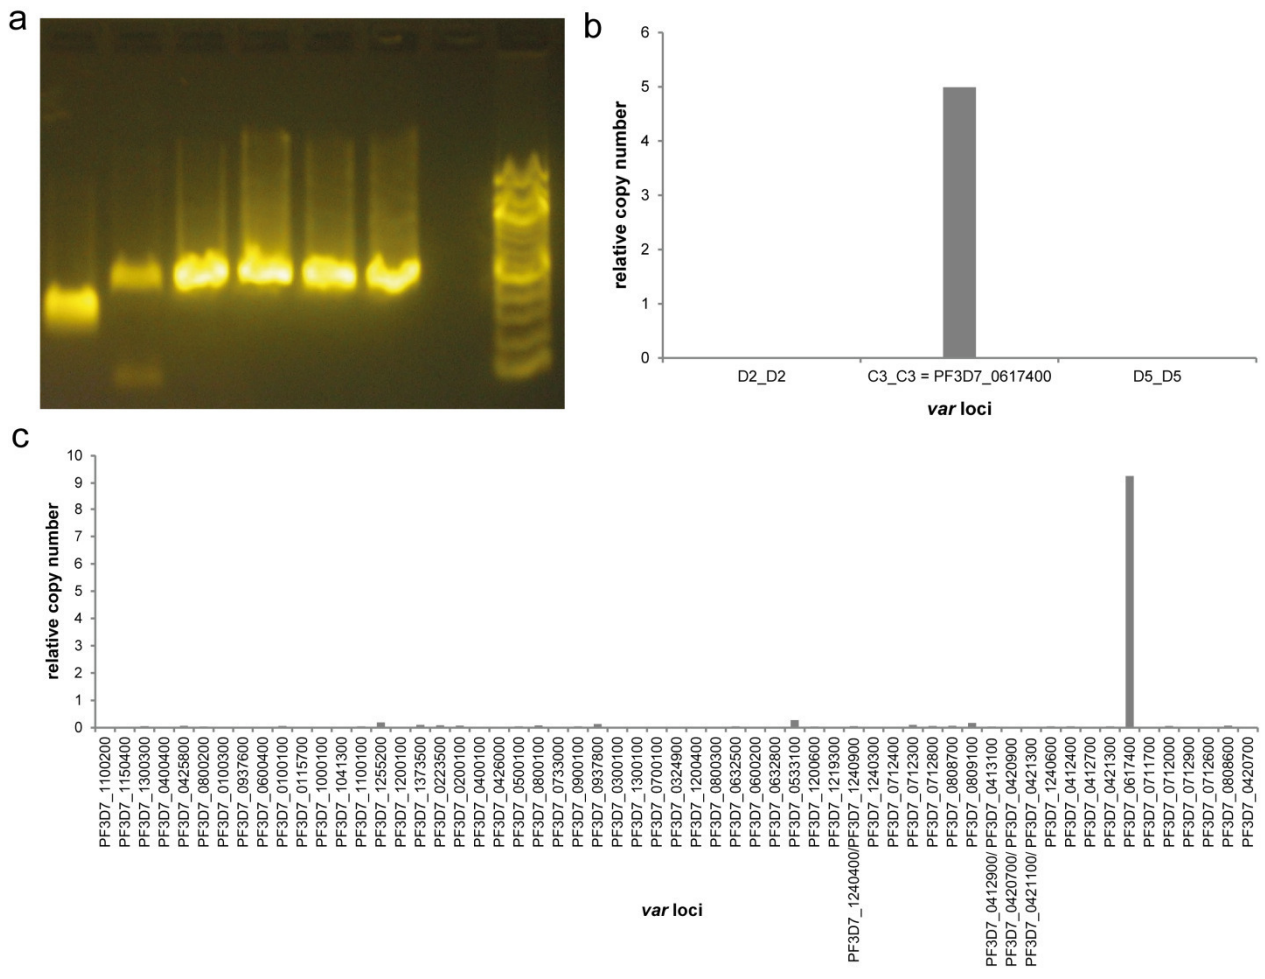 a
b
6
5
4
3
2
1
0
relative copy number
D2_D2
C3_C3 = PF3D7_0617400
D5_D5
var loci
c
10
9
8
7
6
5
4
3
2
1
0
relative copy number
PF3D7_1100200
PF3D7_1150400
PF3D7_1300300
PF3D7_0400400
PF3D7_0425800
PF3D7_0800200
PF3D7_0100300
PF3D7_0937600
PF3D7_0600400
PF3D7_0100100
PF3D7_0115700
PF3D7_1000100
PF3D7_1041300
PF3D7_1100100
PF3D7_1255200
PF3D7_1200100
PF3D7_1373500
PF3D7_0223500
PF3D7_0200100
PF3D7_0400100
PF3D7_0426000
PF3D7_0500100
PF3D7_0800100
PF3D7_0733000
PF3D7_0900100
PF3D7_0937800
PF3D7_0300100
PF3D7_1300100
PF3D7_0700100
PF3D7_0324900
PF3D7_1200400
PF3D7_0800300
PF3D7_0632500
PF3D7_0600200
PF3D7_0632800
PF3D7_0533100
PF3D7_1200600
PF3D7_1219300
PF3D7_1240400/PF3D7_1240900
PF3D7_1240300
PF3D7_0712400
PF3D7_0712300
PF3D7_0712800
PF3D7_0808700
PF3D7_0809100
PF3D7_0412900/ PF3D7_0413100
PF3D7_0420700/ PF3D7_0420900
PF3D7_0421100/ PF3D7_0421300
PF3D7_1240600
PF3D7_0412400
PF3D7_0412700
PF3D7_0421300
PF3D7_0617400
PF3D7_0711700
PF3D7_0712000
PF3D7_0712900
PF3D7_0712600
PF3D7_0808600
PF3D7_0420700
var loci